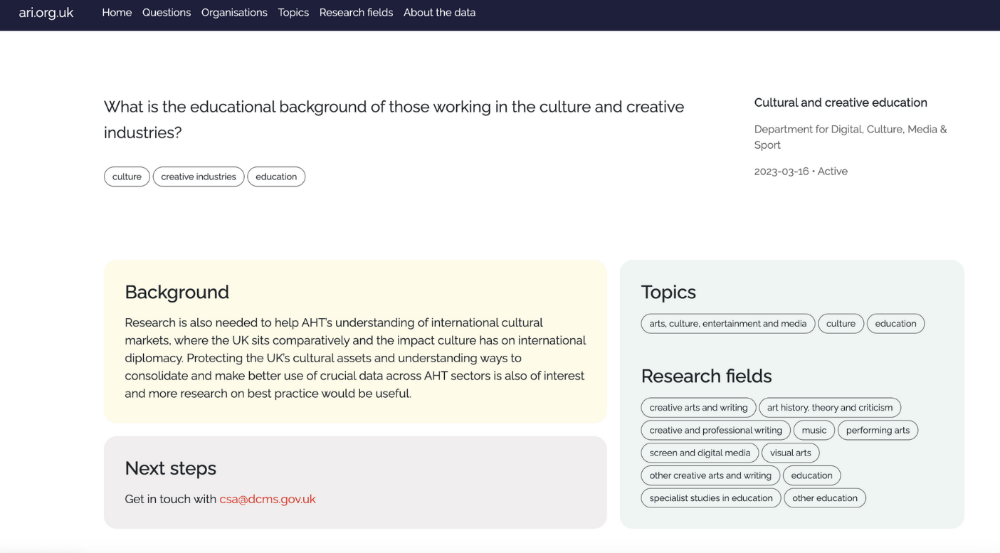 ari.org.uk Home Questions Organisations Topics Research fields About the data
What is the educational background of those working in the culture and creative
industries?
culture creative industries education
Cultural and creative education
Department for Digital, Culture, Media &
Sport
2023-03-16 • Active
Background
Research is also needed to help AHT's understanding of international cultural
markets, where the UK sits comparatively and the impact culture has on international
diplomacy. Protecting the UK's cultural assets and understanding ways to
consolidate and make better use of crucial data across AHT sectors is also of interest
and more research on best practice would be useful.
Next steps
Get in touch with csa@dcms.gov.uk
Topics
arts, culture, entertainment and media culture education
Research fields
creative arts and writing art history, theory and criticism
creative and professional writing music performing arts
screen and digital media visual arts
other creative arts and writing education
specialist studies in education other education